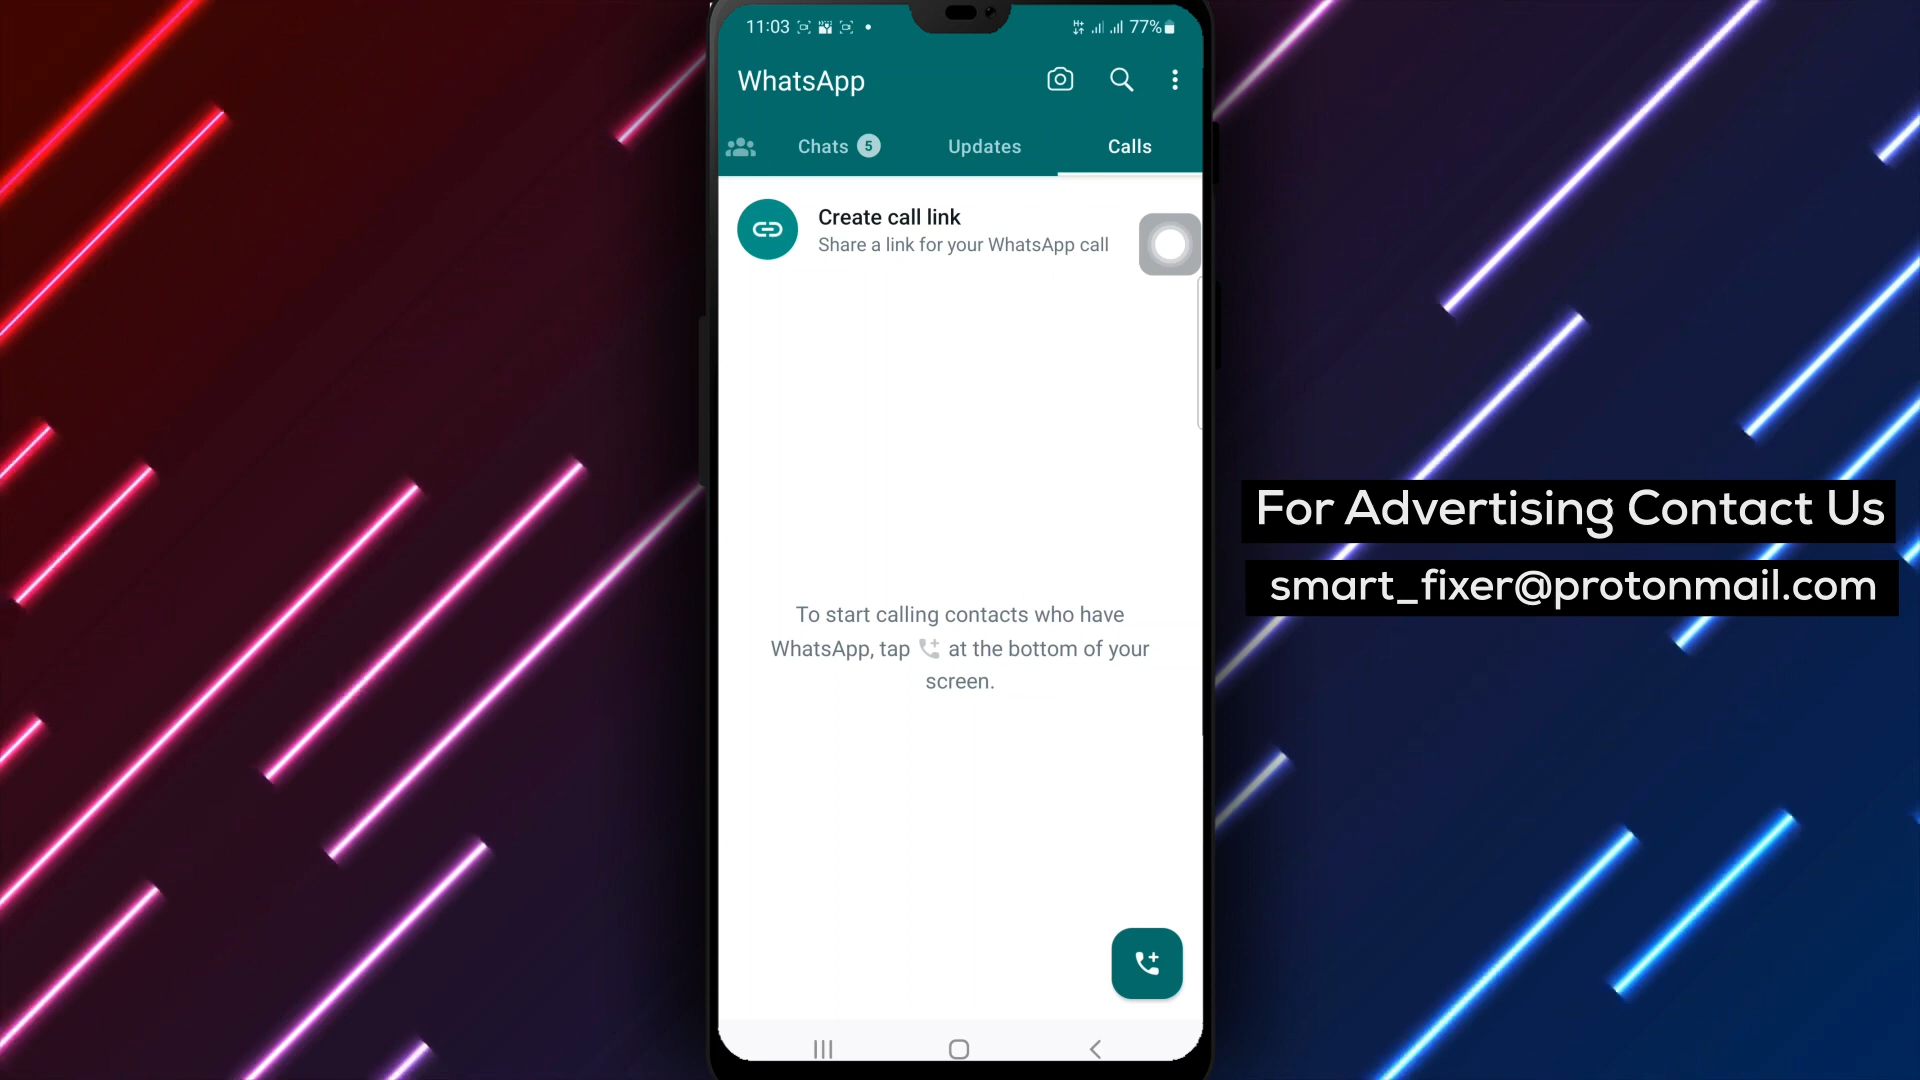 11:03
77%
WhatsApp
Chats 5 Updates Calls
Create call link
Share a link for your WhatsApp call
To start calling contacts who have
WhatsApp, tap at the bottom of your
screen.
For Advertising Contact Us
smart_fixer@protonmail.com